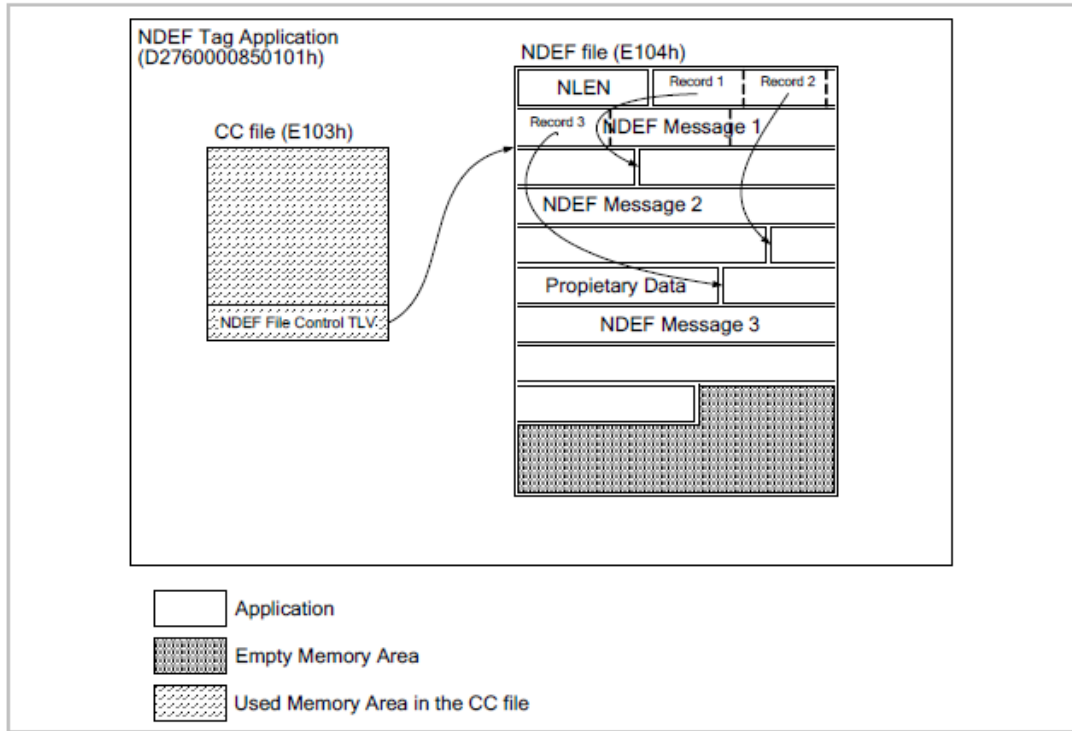 NDEF Tag Application
(D2760000850101h)
NDEF file (E104h)
NLEN
Record 1
Record 2
CC file (E103h)
Record 3
NDEF Message 1
NDEF Message 2
Propietary Data
NDEF File Control TLV
NDEF Message 3
Application
Empty Memory Area
Used Memory Area in the CC file